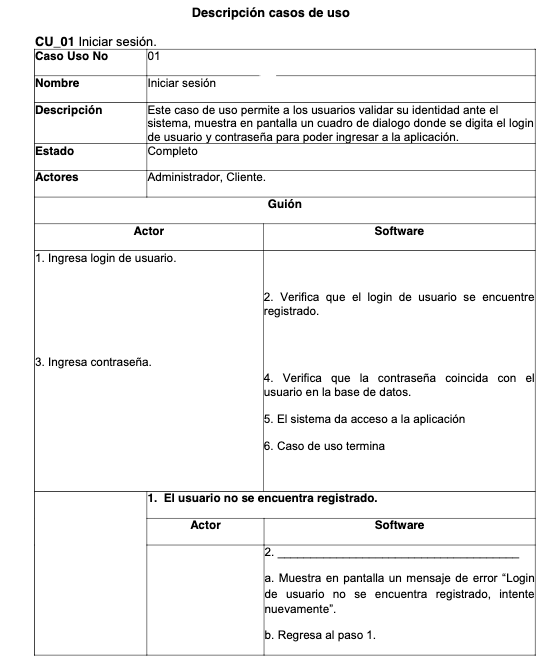 Descripción casos de uso
CU_01 Iniciar sesión.
Caso Uso No 01
Nombre Iniciar sesión
Descripción Este caso de uso permite a los usuarios validar su identidad ante el
sistema, muestra en pantalla un cuadro de dialogo donde se digita el login
de usuario y contraseña para poder ingresar a la aplicación.
Estado Completo
Actores Administrador, Cliente.
Guión
Actor Software
1. Ingresa login de usuario.
2. Verifica que el login de usuario se encuentre
registrado.
3. Ingresa contraseña.
4. Verifica que la contraseña coincida con el
usuario en la base de datos.
5. El sistema da acceso a la aplicación
6. Caso de uso termina
1. El usuario no se encuentra registrado.
Actor Software
2. ______________________________________
a. Muestra en pantalla un mensaje de error “Login
de usuario no se encuentra registrado, intente
nuevamente”.
b. Regresa al paso 1.